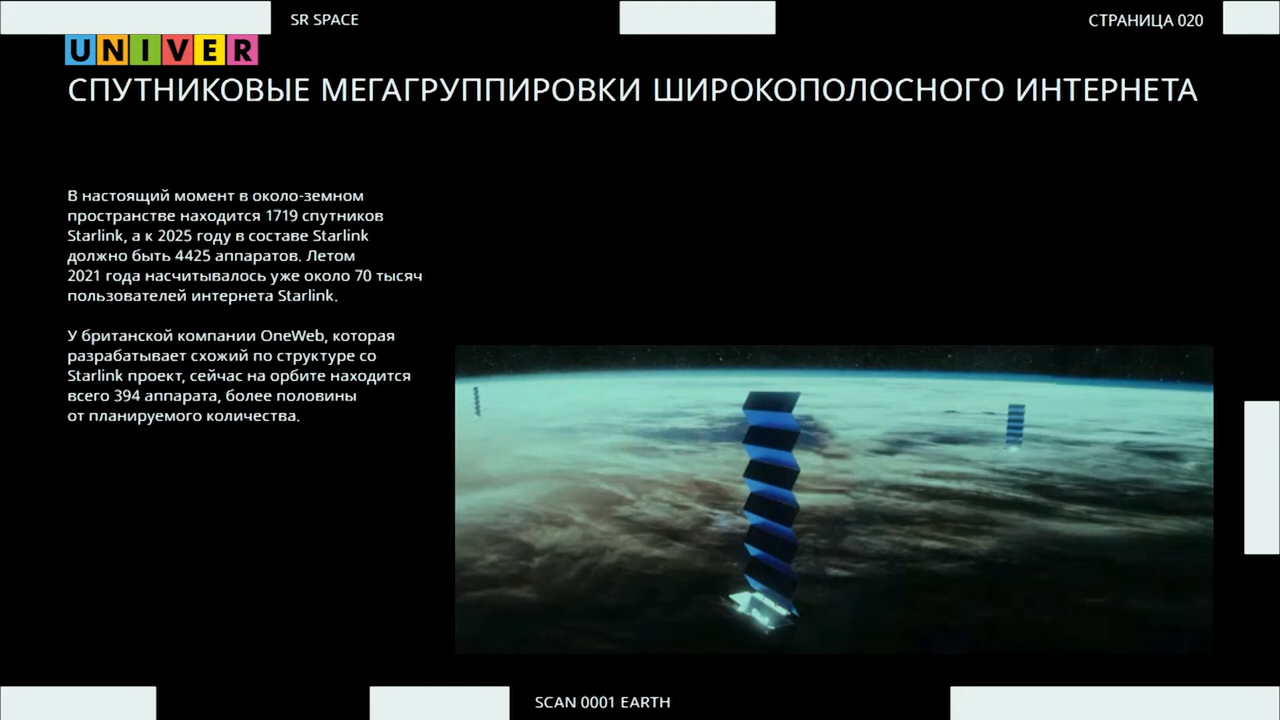 SR SPACE
СТРАНИЦА 020
UNIVER
СПУТНИКОВЫЕ МЕГАГРУППИРОВКИ ШИРОКОПОЛОСНОГО ИНТЕРНЕТА
В настоящий момент в около-земном
пространстве находится 1719 спутников
Starlink, а к 2025 году в составе Starlink
должно быть 4425 аппаратов. Летом
2021 года насчитывалось уже около 70 тысяч
пользователей интернета Starlink.
У британской компании OneWeb, которая
разрабатывает схожий по структуре со
Starlink проект, сейчас на орбите находится
всего 394 аппарата, более половины
от планируемого количества.
SCAN 0001 EARTH